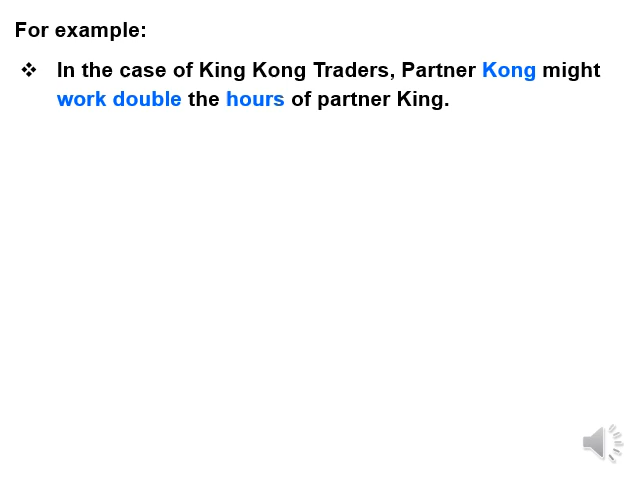 For example:
❖ In the case of King Kong Traders, Partner Kong might
work double the hours of partner King.